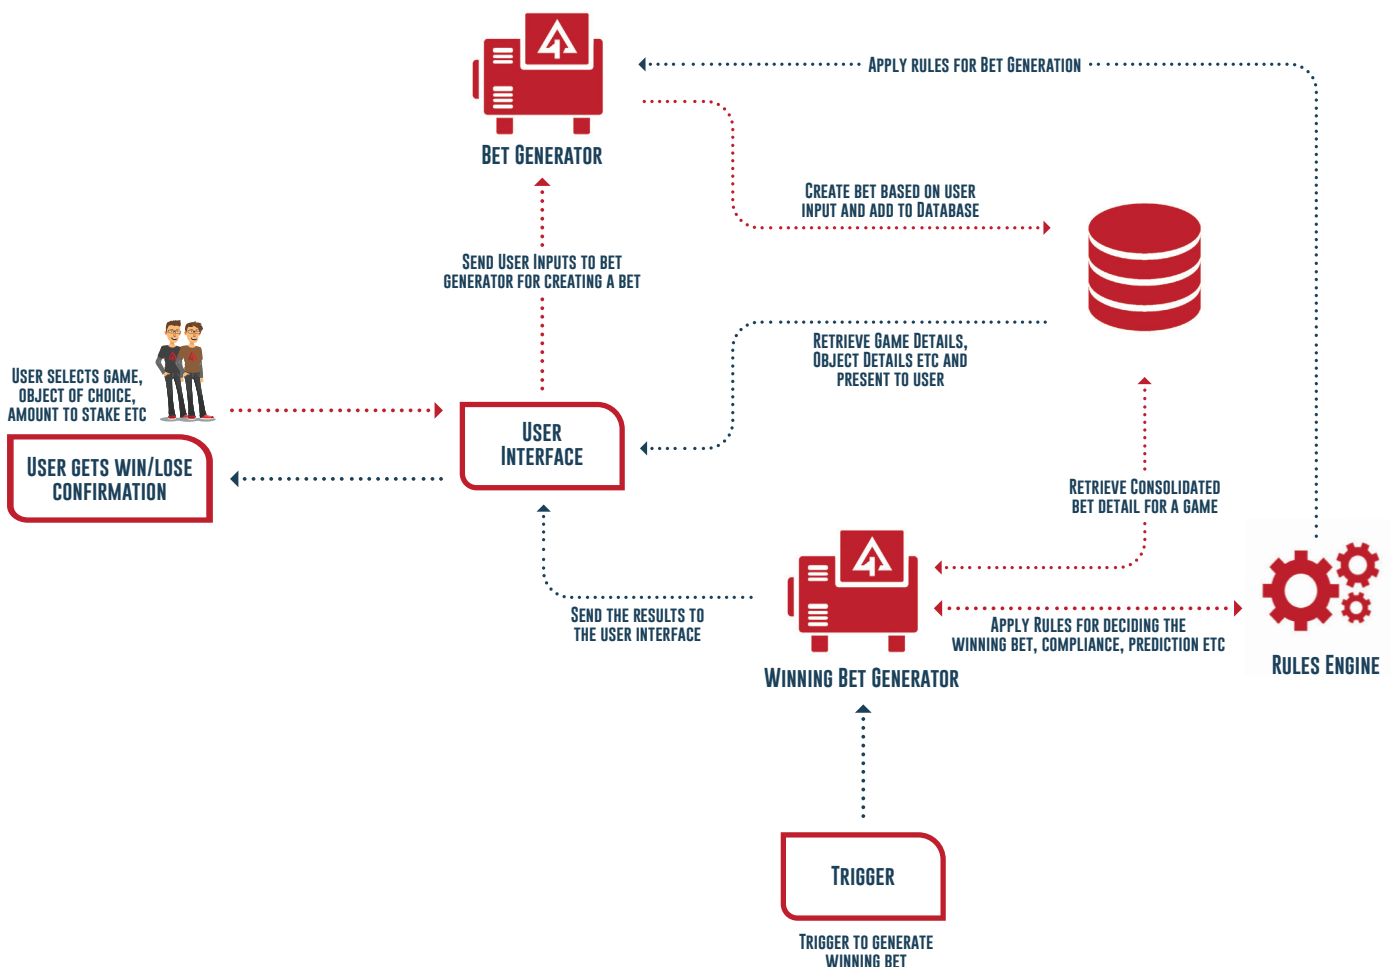 Apply rules for Bet Generation
Bet Generator
Create bet based on user
input and add to Database
Send User Inputs to bet
generator for creating a bet
Retrieve Game Details,
Object Details etc and
present to user
User selects game,
object of choice,
amount to stake etc
User
Interface
User gets win/lose
confirmation
Retrieve Consolidated
bet detail for a game
Send the results to
the user interface
Apply Rules for deciding the
winning bet, compliance, prediction etc
Rules Engine
Winning Bet Generator
Trigger
Trigger to generate
winning bet